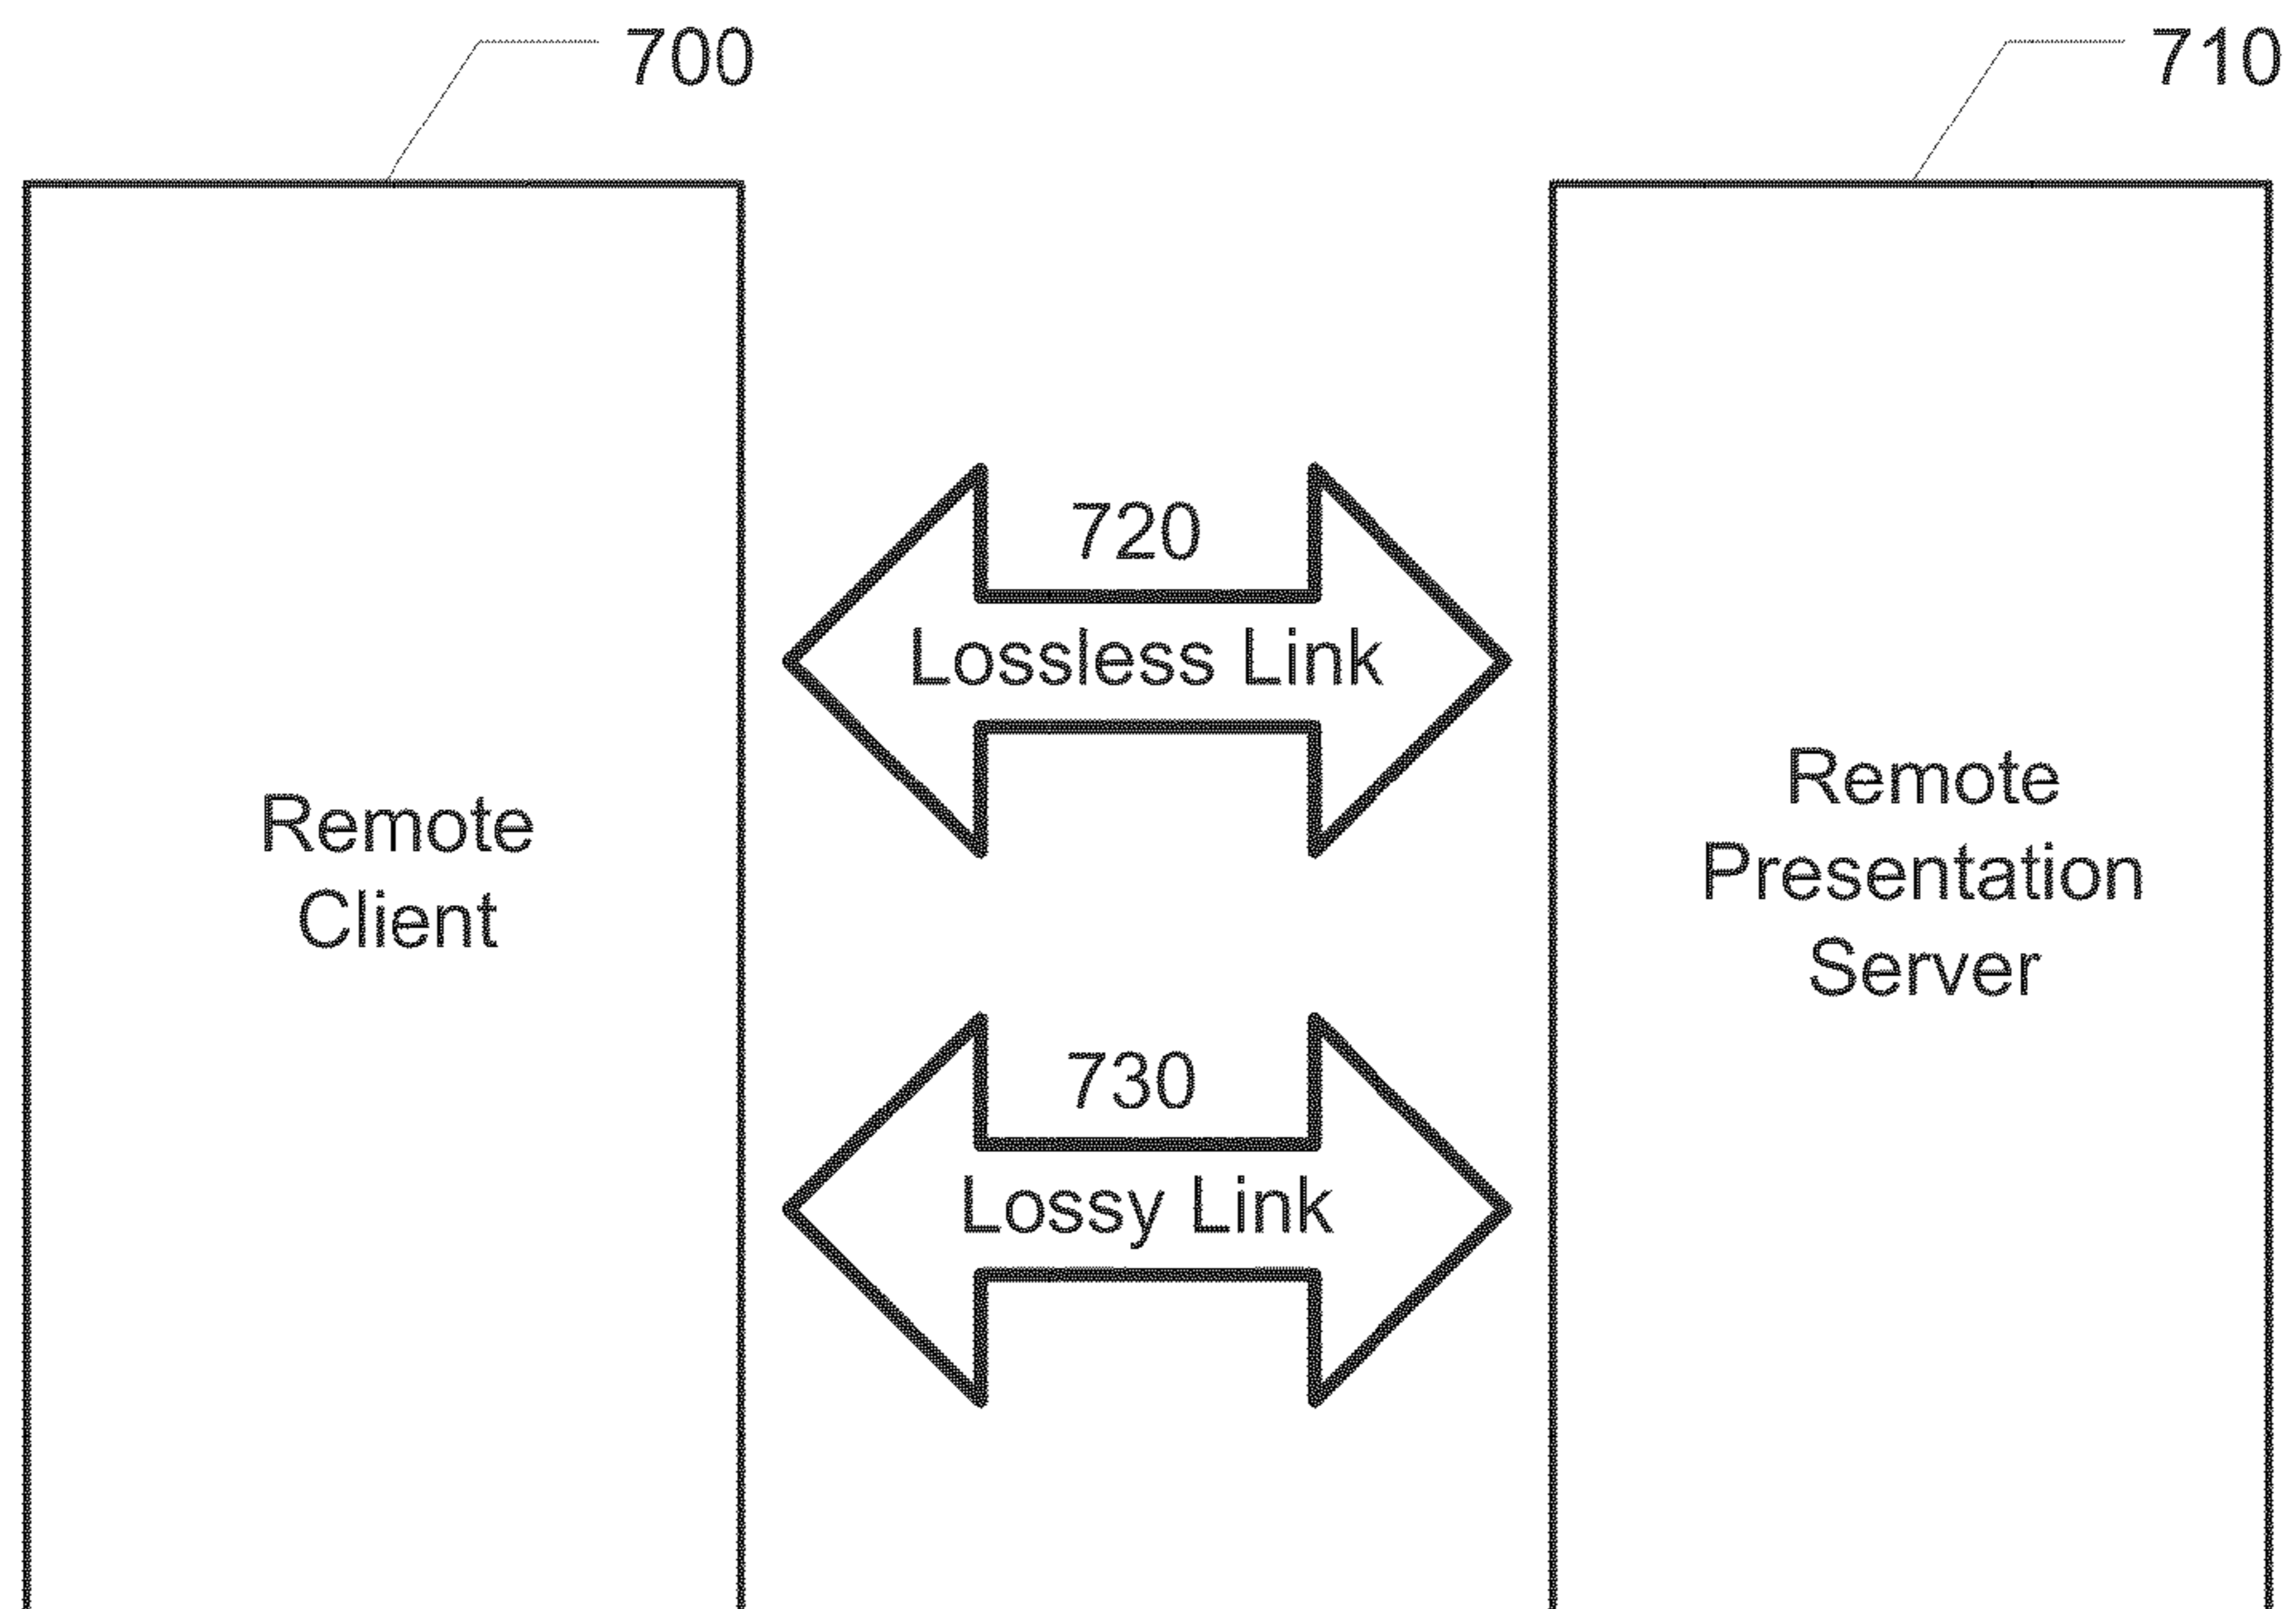 700
710
720
Lossless Link
Remote
Client
Remote
Presentation
Server
730
Lossy Link